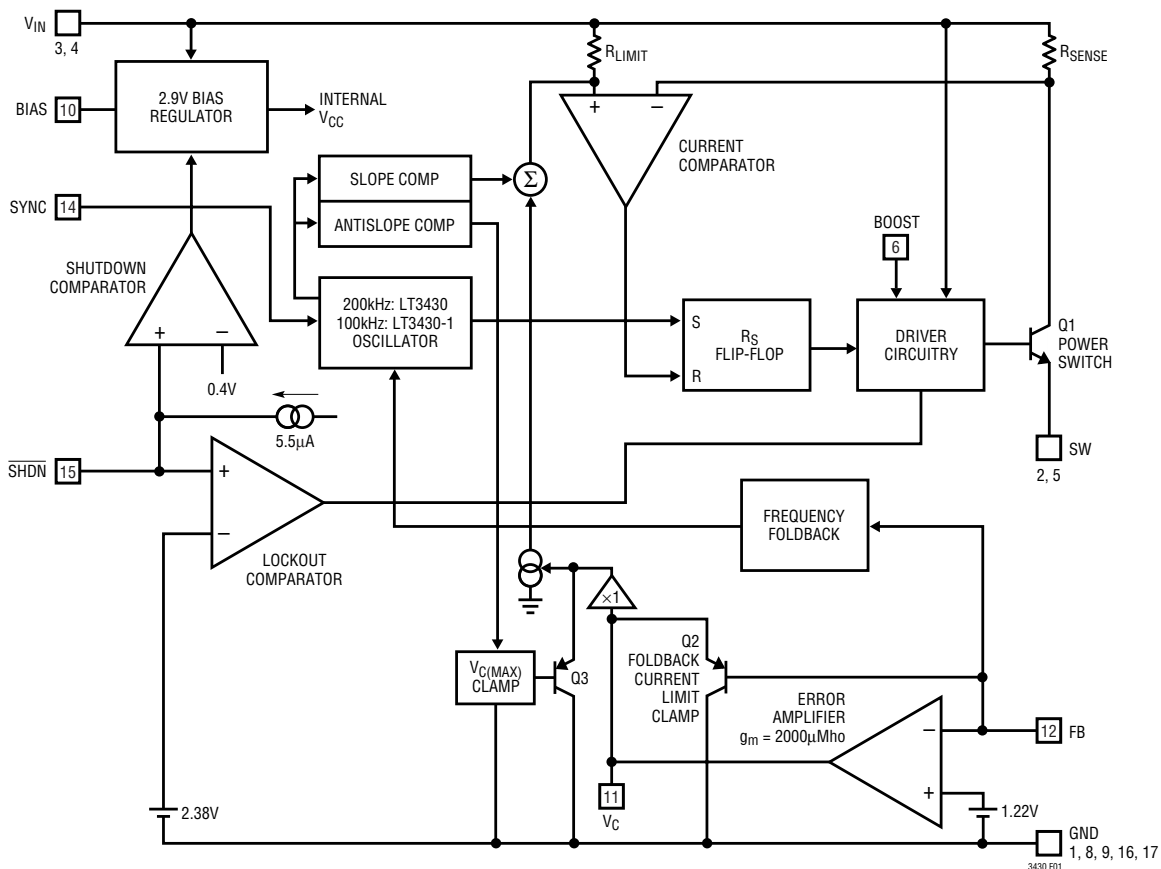 VIN
3, 4
RLIMIT
RSENSE
2.9V BIAS
REGULATOR
BIAS
10
INTERNAL
VCC
+
−
CURRENT
COMPARATOR
SLOPE COMP
Σ
ANTISLOPE COMP
SYNC
14
BOOST
6
SHUTDOWN
COMPARATOR
+
−
0.4V
200kHz: LT3430
100kHz: LT3430-1
OSCILLATOR
S
RS
FLIP-FLOP
R
DRIVER
CIRCUITRY
Q1
POWER
SWITCH
5.5µA
SW
2, 5
SHDN
15
+
−
LOCKOUT
COMPARATOR
FREQUENCY
FOLDBACK
×1
VC(MAX)
CLAMP
Q3
Q2
FOLDBACK
CURRENT
LIMIT
CLAMP
ERROR
AMPLIFIER
gm = 2000µMho
−
+
12
FB
11
VC
2.38V
1.22V
GND
1, 8, 9, 16, 17
3430 F01